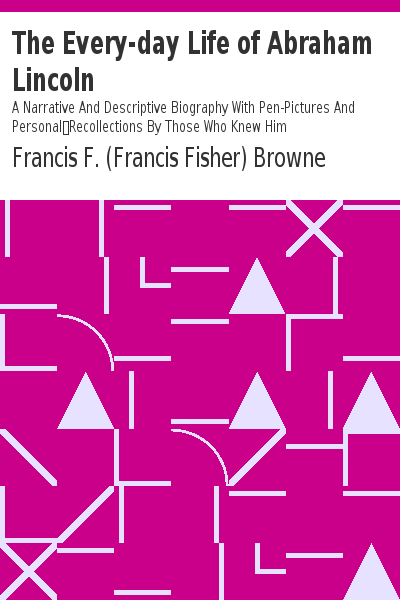 The Every-day Life of Abraham
Lincoln
A Narrative And Descriptive Biography With Pen-Pictures And
Personal▯Recollections By Those Who Knew Him
Francis F. (Francis Fisher) Browne